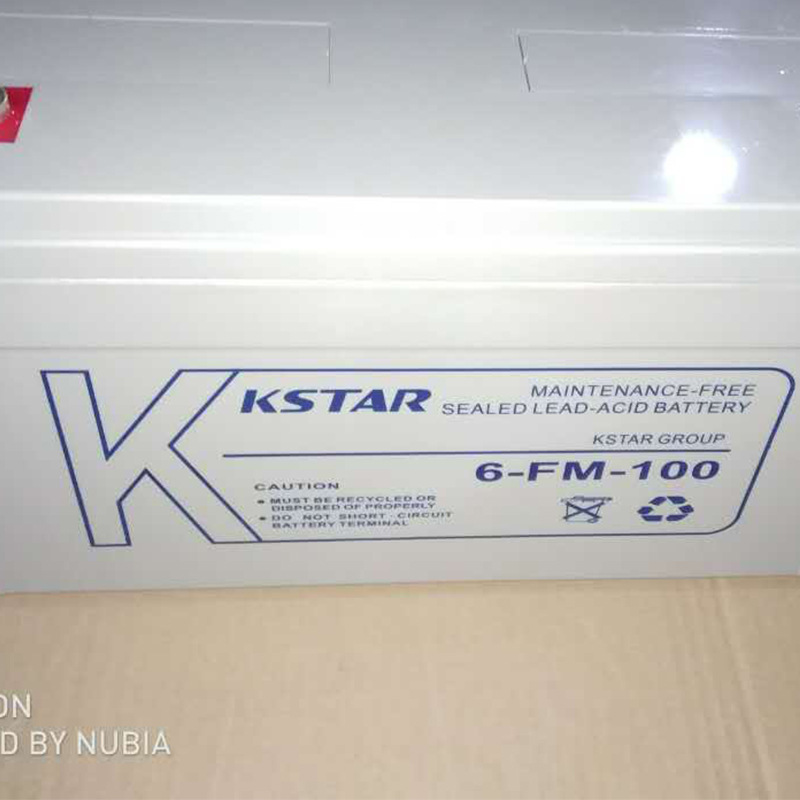 K KSTAR
MAINTENANCE-FREE
SEALED LEAD-ACID BATTERY
KSTAR GROUP
6-FM-100
CAUTION
• MUST BE RECYCLED OR
DISPOSED OF PROPERLY
• DO NOT SHORT-CIRCUIT
BATTERY TERMINAL
ON
D BY NUBIA